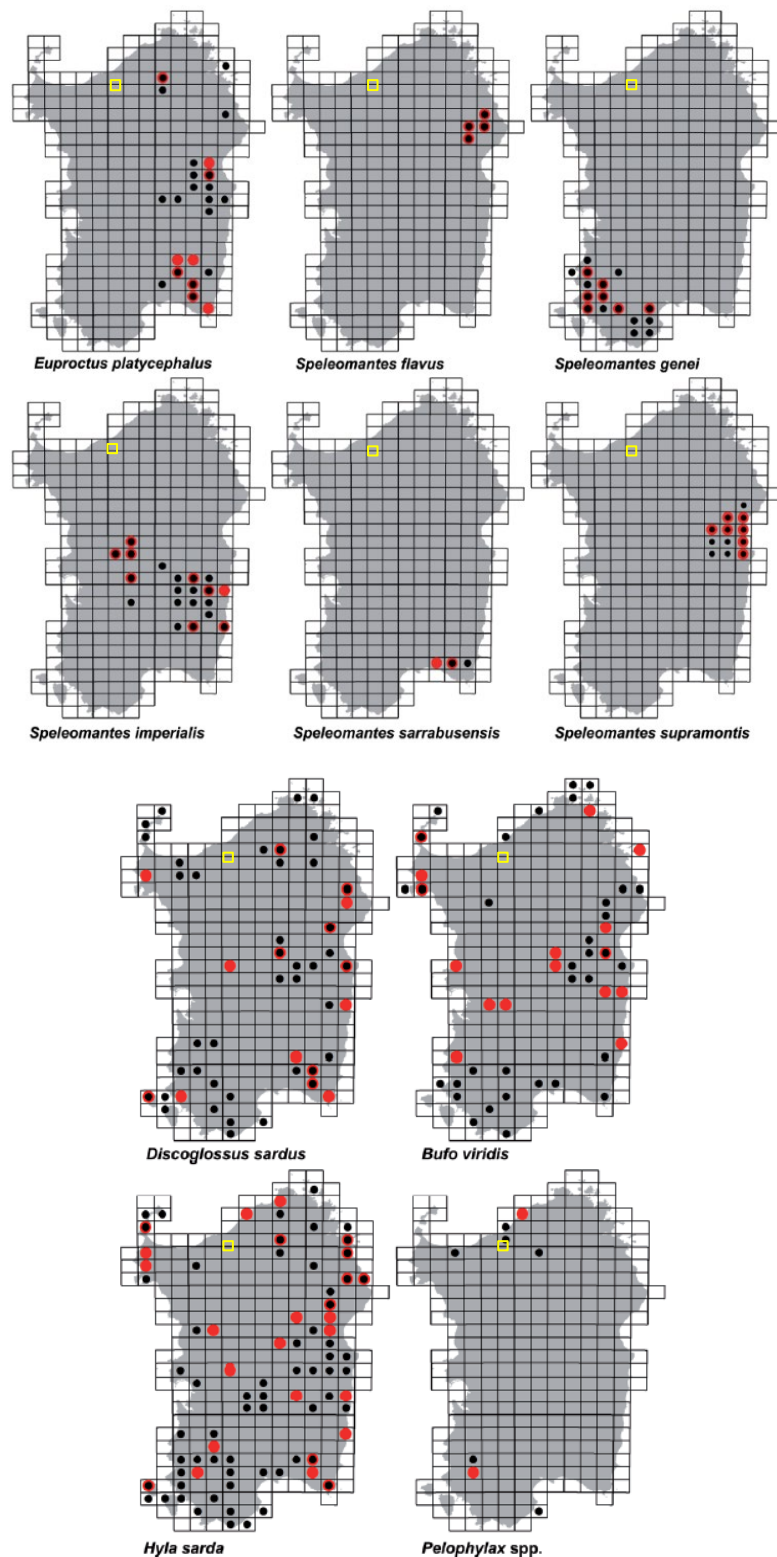 Euproctus platycephalus
Speleomantes flavus
Speleomantes genei
Speleomantes imperialis
Speleomantes sarrabusensis
Speleomantes supramontis
Discoglossus sardus
Bufo viridis
Hyla sarda
Pelophylax spp.